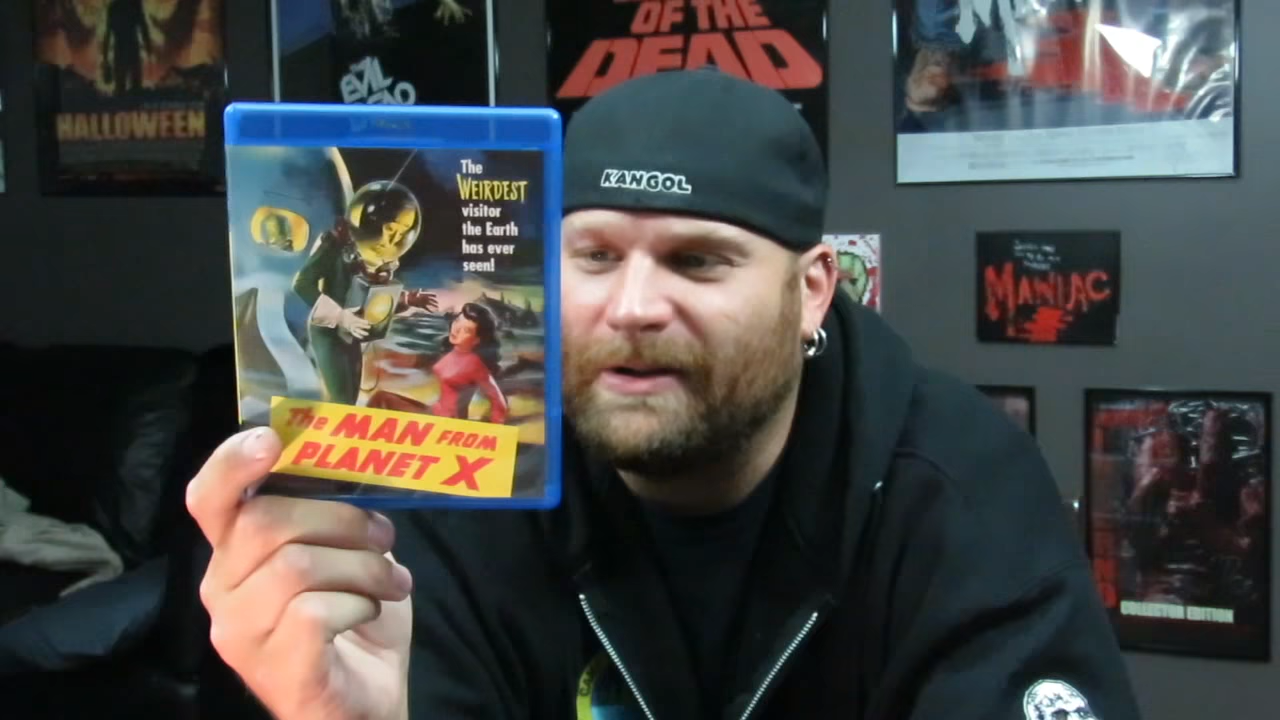 HALLOWEEN
EVIL
DEAD
OF THE
DEAD
KANGOL
The
WEIRDEST
visitor
the Earth
has ever
seen!
The MAN FROM
PLANET X
MANIAC
COLLECTOR EDITION